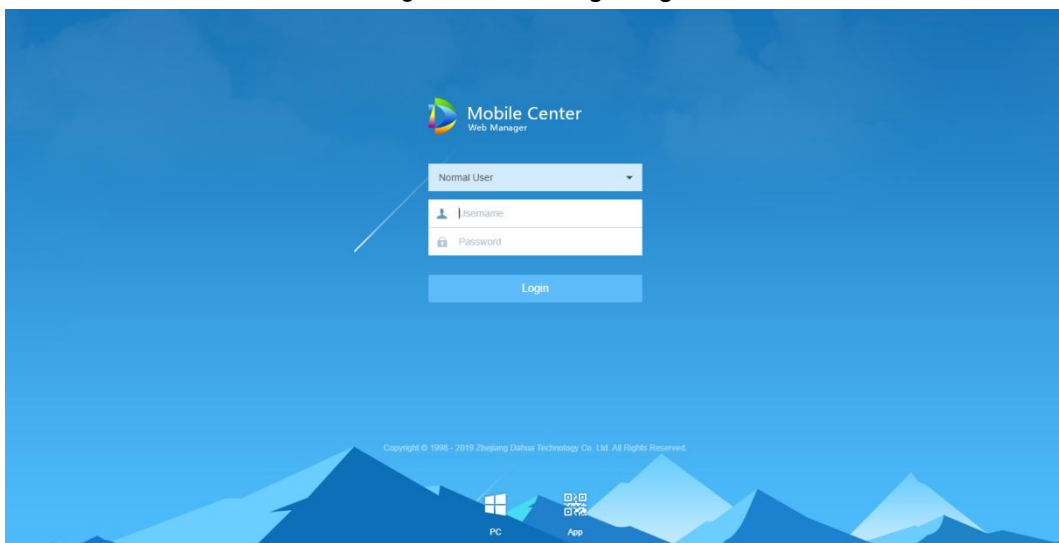 Mobile Center
Web Manager
Normal User
Username
Password
Login
Copyright © 1998 - 2019 Zhejiang Dahua Technology Co. Ltd. All Rights Reserved.
PC
App